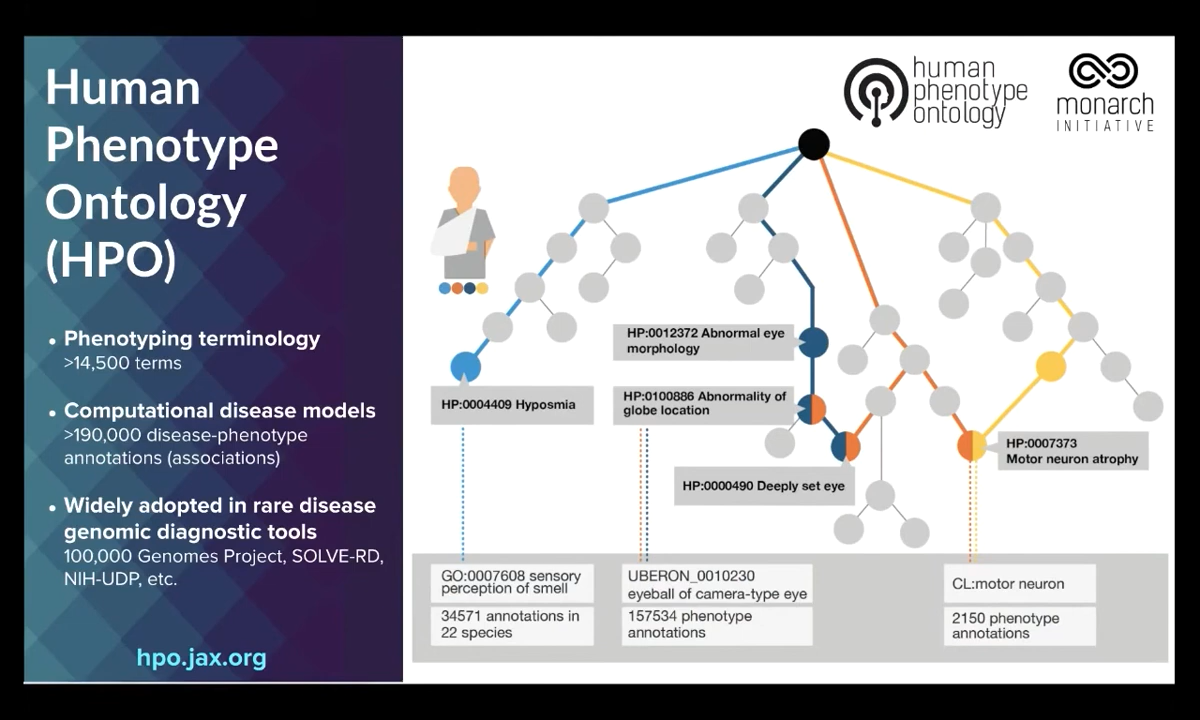 Human
Phenotype
Ontology
(HPO)
• Phenotyping terminology
>14,500 terms
• Computational disease models
>190,000 disease-phenotype
annotations (associations)
• Widely adopted in rare disease
genomic diagnostic tools
100,000 Genomes Project, SOLVE-RD,
NIH-UDP, etc.
hpo.jax.org
human
phenotype
ontology
monarch
INITIATIVE
HP:0012372 Abnormal eye
morphology
HP:0004409 Hyposmia
HP:0100886 Abnormality of
globe location
HP:0000490 Deeply set eye
HP:0007373
Motor neuron atrophy
GO:0007608 sensory
perception of smell
34571 annotations in
22 species
UBERON_0010230
eyeball of camera-type eye
157534 phenotype
annotations
CL:motor neuron
2150 phenotype
annotations